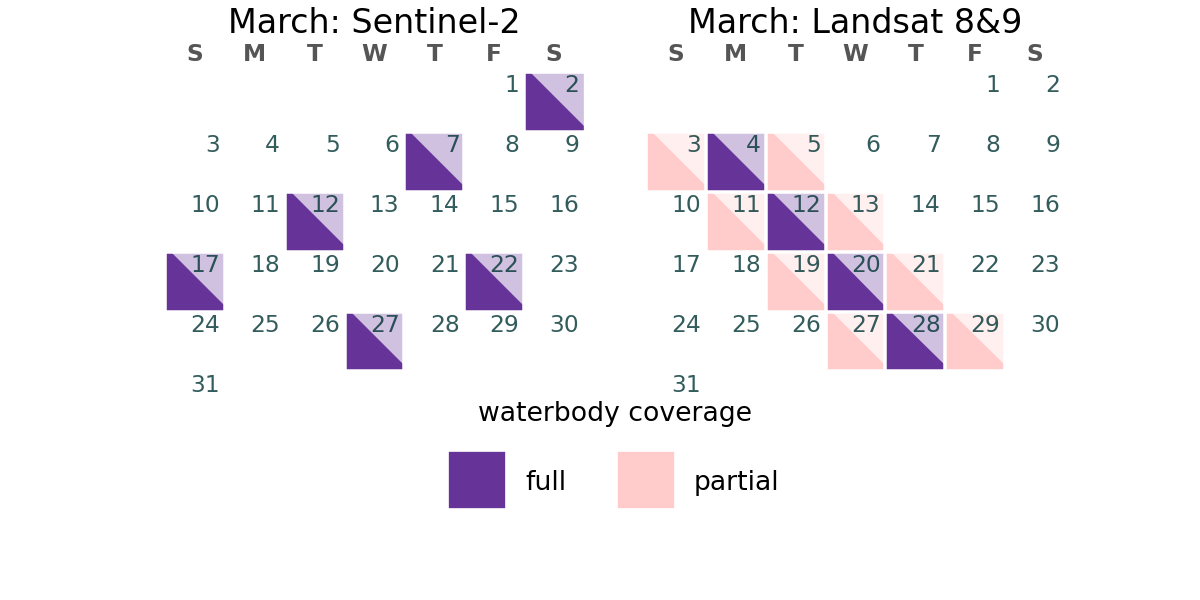 March: Sentinel-2
S M T W T F S
1 2
3 4 5 6 7 8 9
10 11 12 13 14 15 16
17 18 19 20 21 22 23
24 25 26 27 28 29 30
31
March: Landsat 8&9
S M T W T F S
1 2
3 4 5 6 7 8 9
10 11 12 13 14 15 16
17 18 19 20 21 22 23
24 25 26 27 28 29 30
31
waterbody coverage
full partial